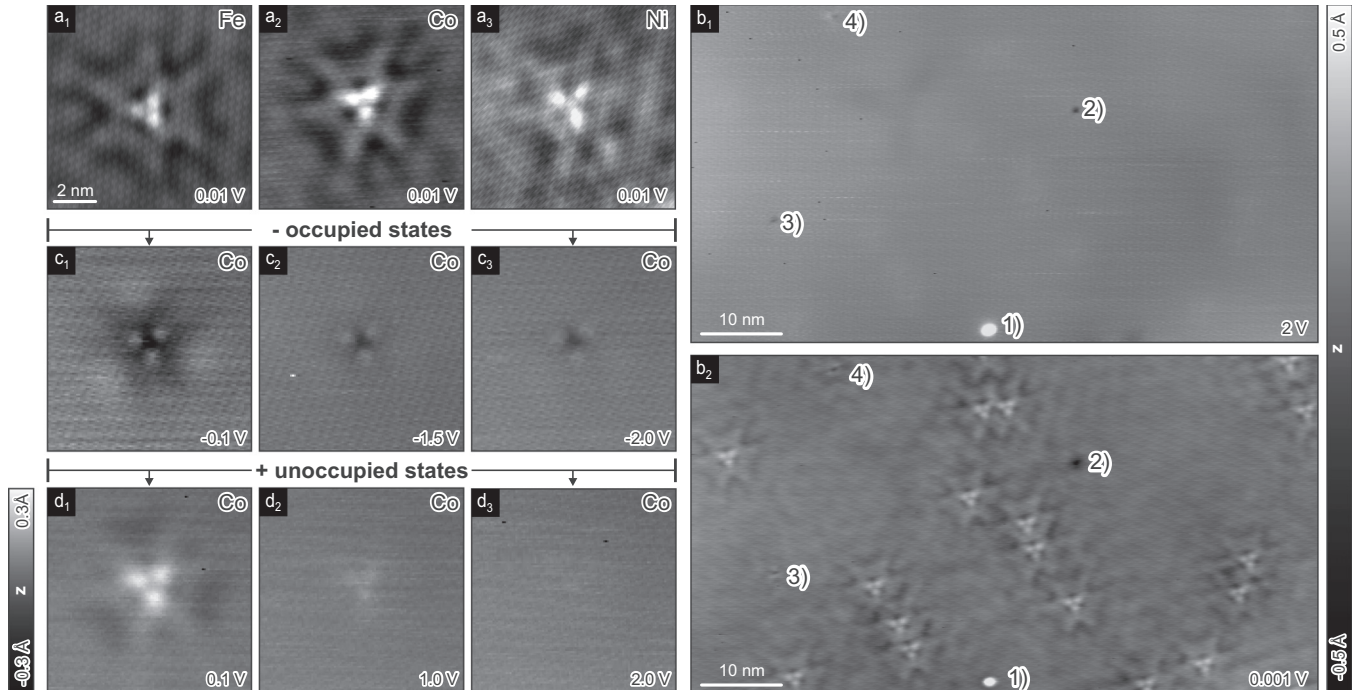 a₁
Fe
2 nm
0.01 V
a₂
Co
0.01 V
a₃
Ni
0.01 V
- occupied states
c₁
Co
-0.1 V
c₂
Co
-1.5 V
c₃
Co
-2.0 V
+ unoccupied states
0.3Å
z
-0.3 Å
d₁
Co
0.1 V
d₂
Co
1.0 V
d₃
Co
2.0 V
b₁
4)
2)
3)
1)
10 nm
2 V
b₂
4)
2)
3)
1)
10 nm
0.001 V
0.5 Å
z
-0.5 Å